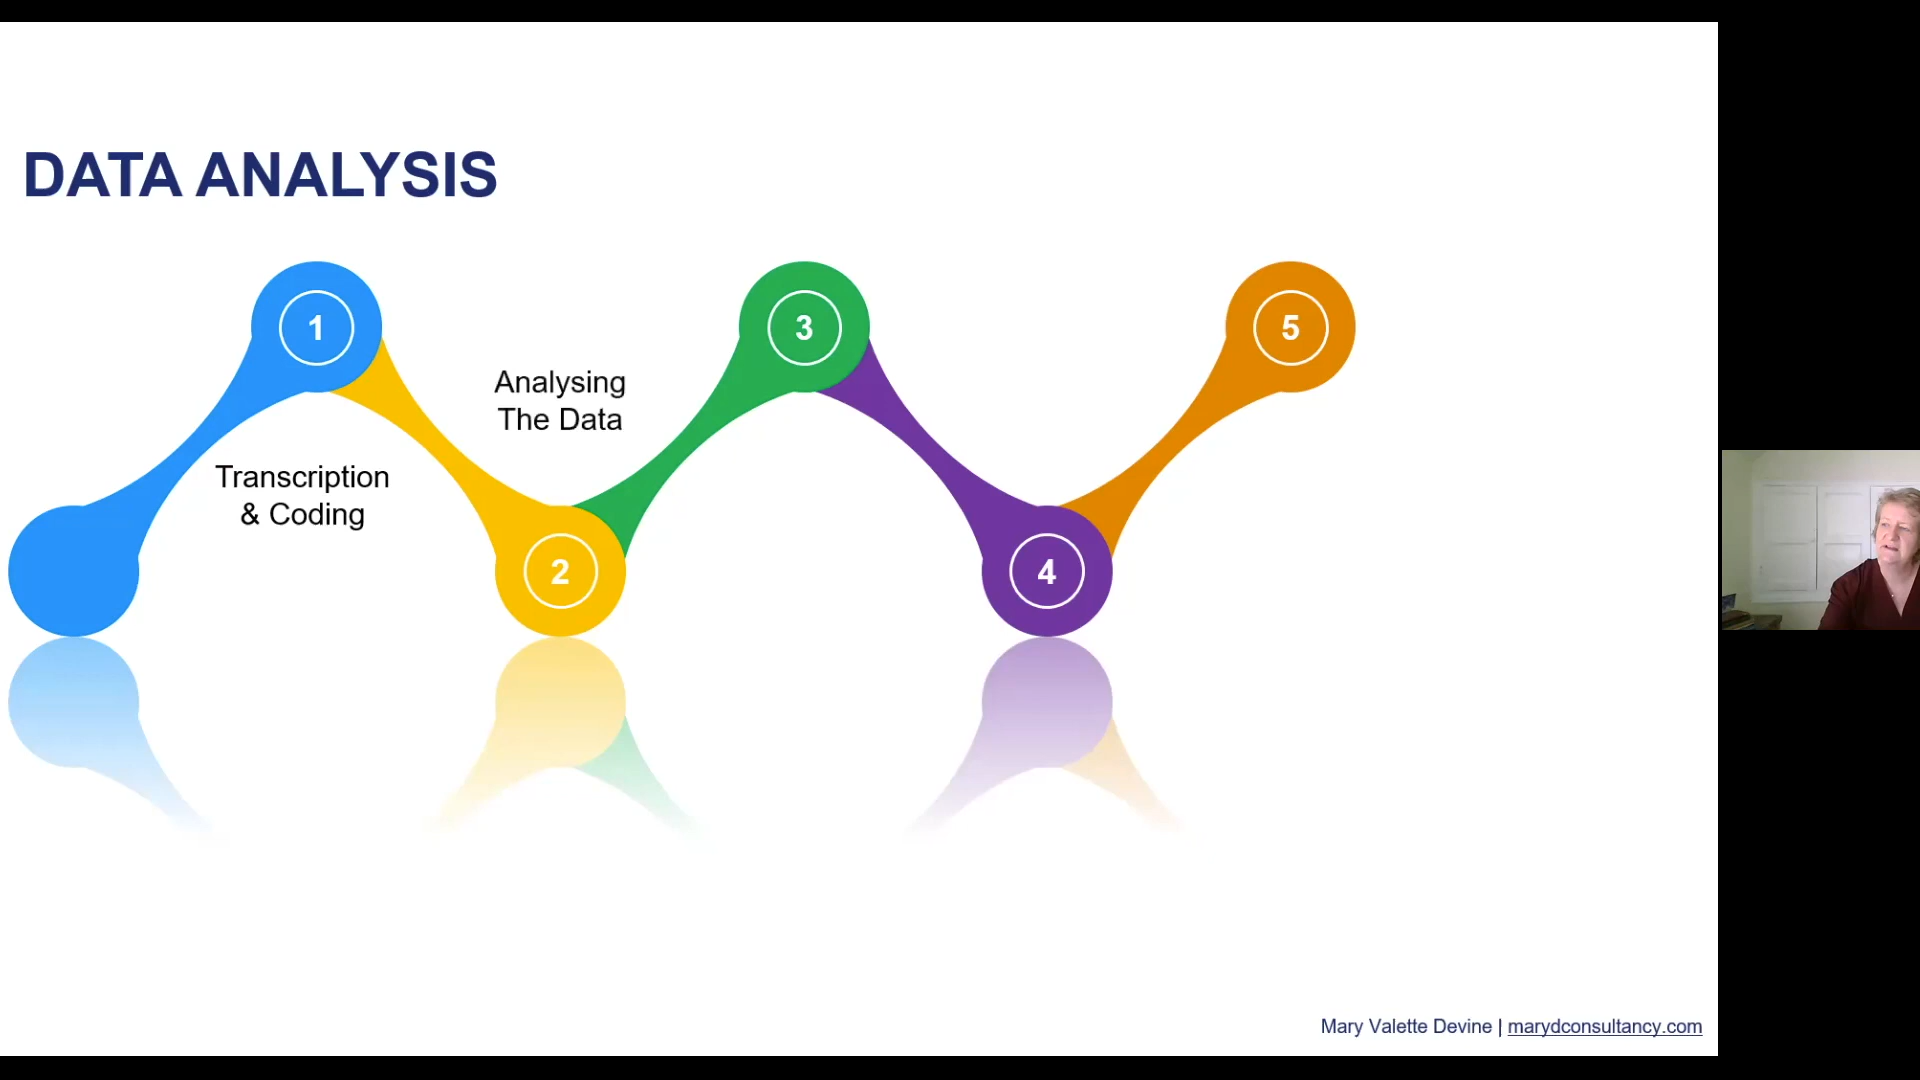 DATA ANALYSIS
1
3
5
Analysing
The Data
Transcription
& Coding
2
4
Mary Valette Devine | marydconsultancy.com